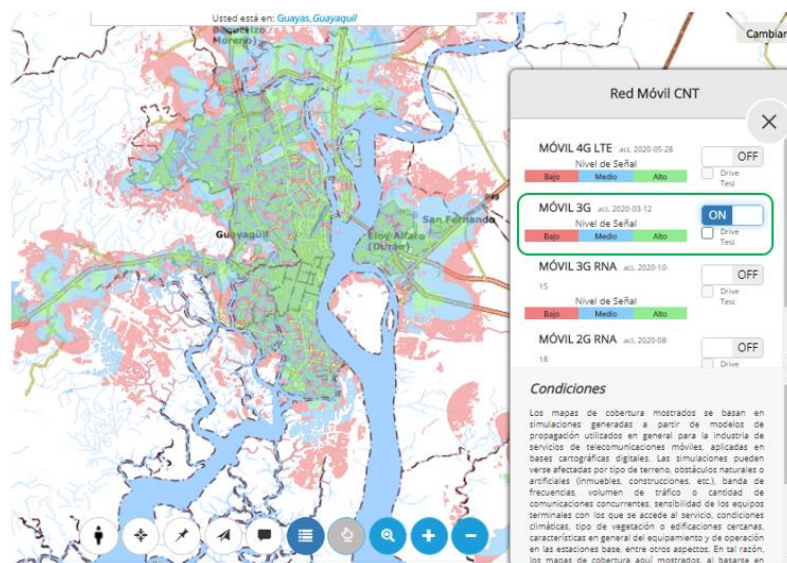 Usted está en: Guayas, Guayaquil
Baquerizo
Moreno)
Cambiar
Red Móvil CNT
MÓVIL 4G LTE act. 2020-05-28
OFF
Nivel de Señal
Drive
Test
Bajo Medio Alto
San Fernando
MÓVIL 3G act. 2020-03-12
ON
Nivel de Señal
Drive
Test
Bajo Medio Alto
Guayaquil
Eloy Alfaro
(Durán)
MÓVIL 3G RNA act. 2020-10-
15
OFF
Nivel de Señal
Drive
Test
Bajo Medio Alto
MÓVIL 2G RNA act. 2020-08-
18
OFF
Drive
Condiciones
Los mapas de cobertura mostrados se basan en
simulaciones generadas a partir de modelos de
propagación utilizados en general para la industria de
servicios de telecomunicaciones móviles, aplicadas en
bases cartográficas digitales. Las simulaciones pueden
verse afectadas por tipo de terreno, obstáculos naturales o
artificiales (inmuebles, construcciones, etc.), banda de
frecuencias, volumen de tráfico o cantidad de
comunicaciones concurrentes, sensibilidad de los equipos
terminales con los que se accede al servicio, condiciones
climáticas, tipo de vegetación o edificaciones cercanas,
características en general del equipamiento y de operación
en las estaciones base, entre otros aspectos. En tal razón,
los mapas de cobertura aquí mostrados, al basarse en